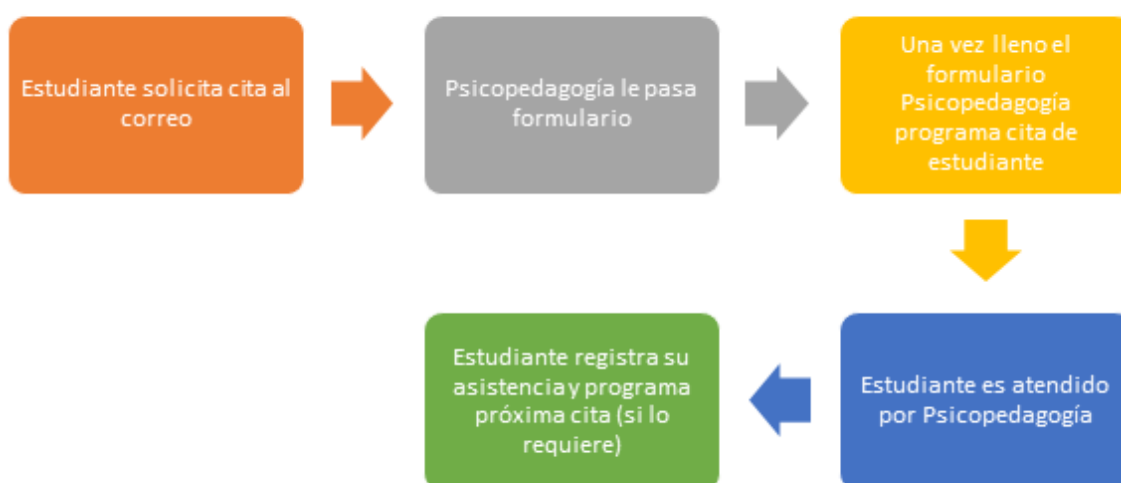 Estudiante solicita cita al
correo
Psicopedagogía le pasa
formulario
Una vez lleno el
formulario
Psicopedagogía
programa cita de
estudiante
Estudiante es atendido
por Psicopedagogía
Estudiante registra su
asistencia y programa
próxima cita (si lo
requiere)